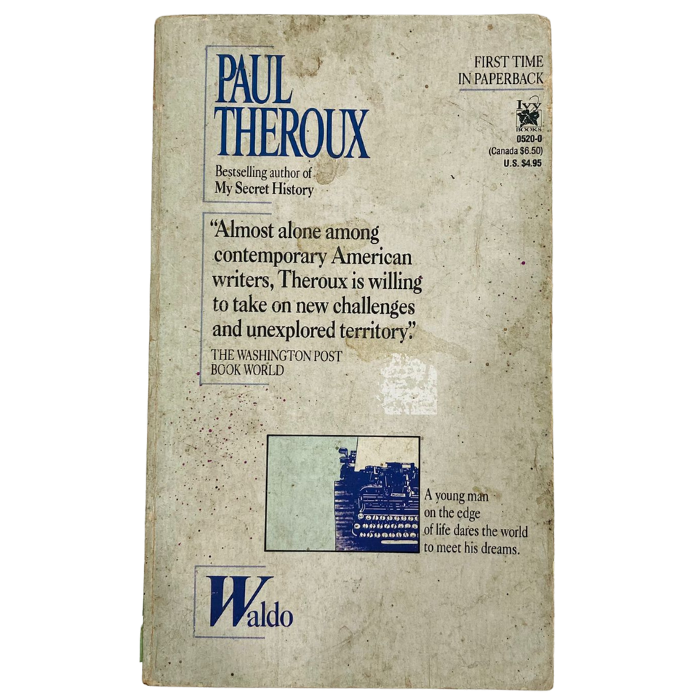 PAUL
THEROUX
Bestselling author of
My Secret History
FIRST TIME
IN PAPERBACK
Ivy
BOOKS
0520-0
(Canada $6.50)
U.S. $4.95
“Almost alone among
contemporary American
writers, Theroux is willing
to take on new challenges
and unexplored territory.”
THE WASHINGTON POST
BOOK WORLD
A young man
on the edge
of life dares the world
to meet his dreams.
Waldo